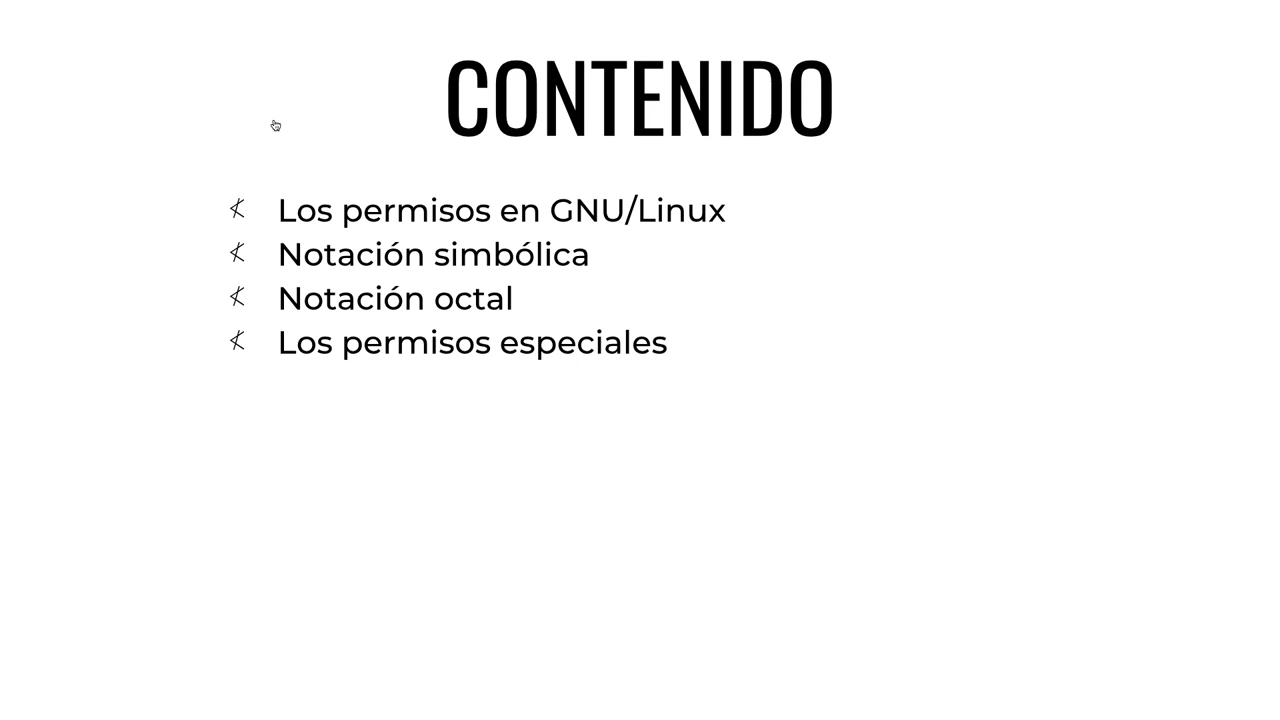 CONTENIDO
Los permisos en GNU/Linux
Notación simbólica
Notación octal
Los permisos especiales